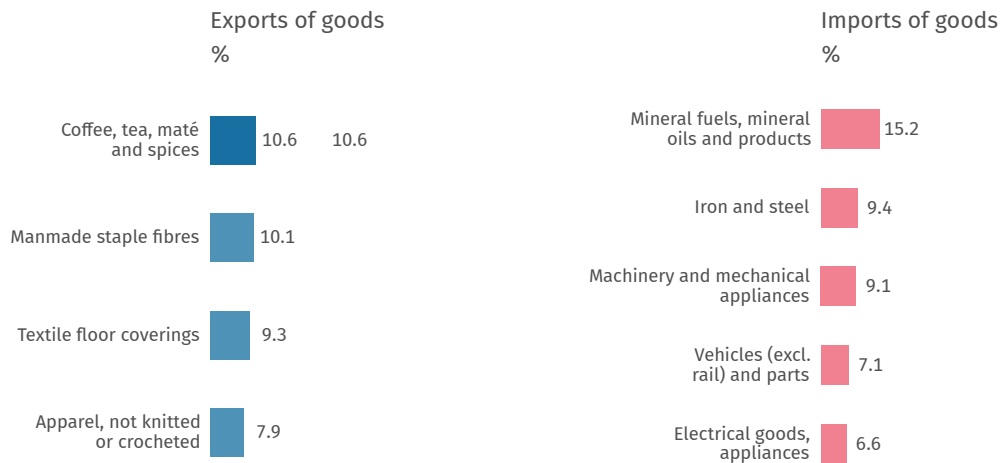 Exports of goods
%
Coffee, tea, maté
and spices
10.6 10.6
Manmade staple fibres
10.1
Textile floor coverings
9.3
Apparel, not knitted
or crocheted
7.9
Imports of goods
%
Mineral fuels, mineral
oils and products
15.2
Iron and steel
9.4
Machinery and mechanical
appliances
9.1
Vehicles (excl.
rail) and parts
7.1
Electrical goods,
appliances
6.6